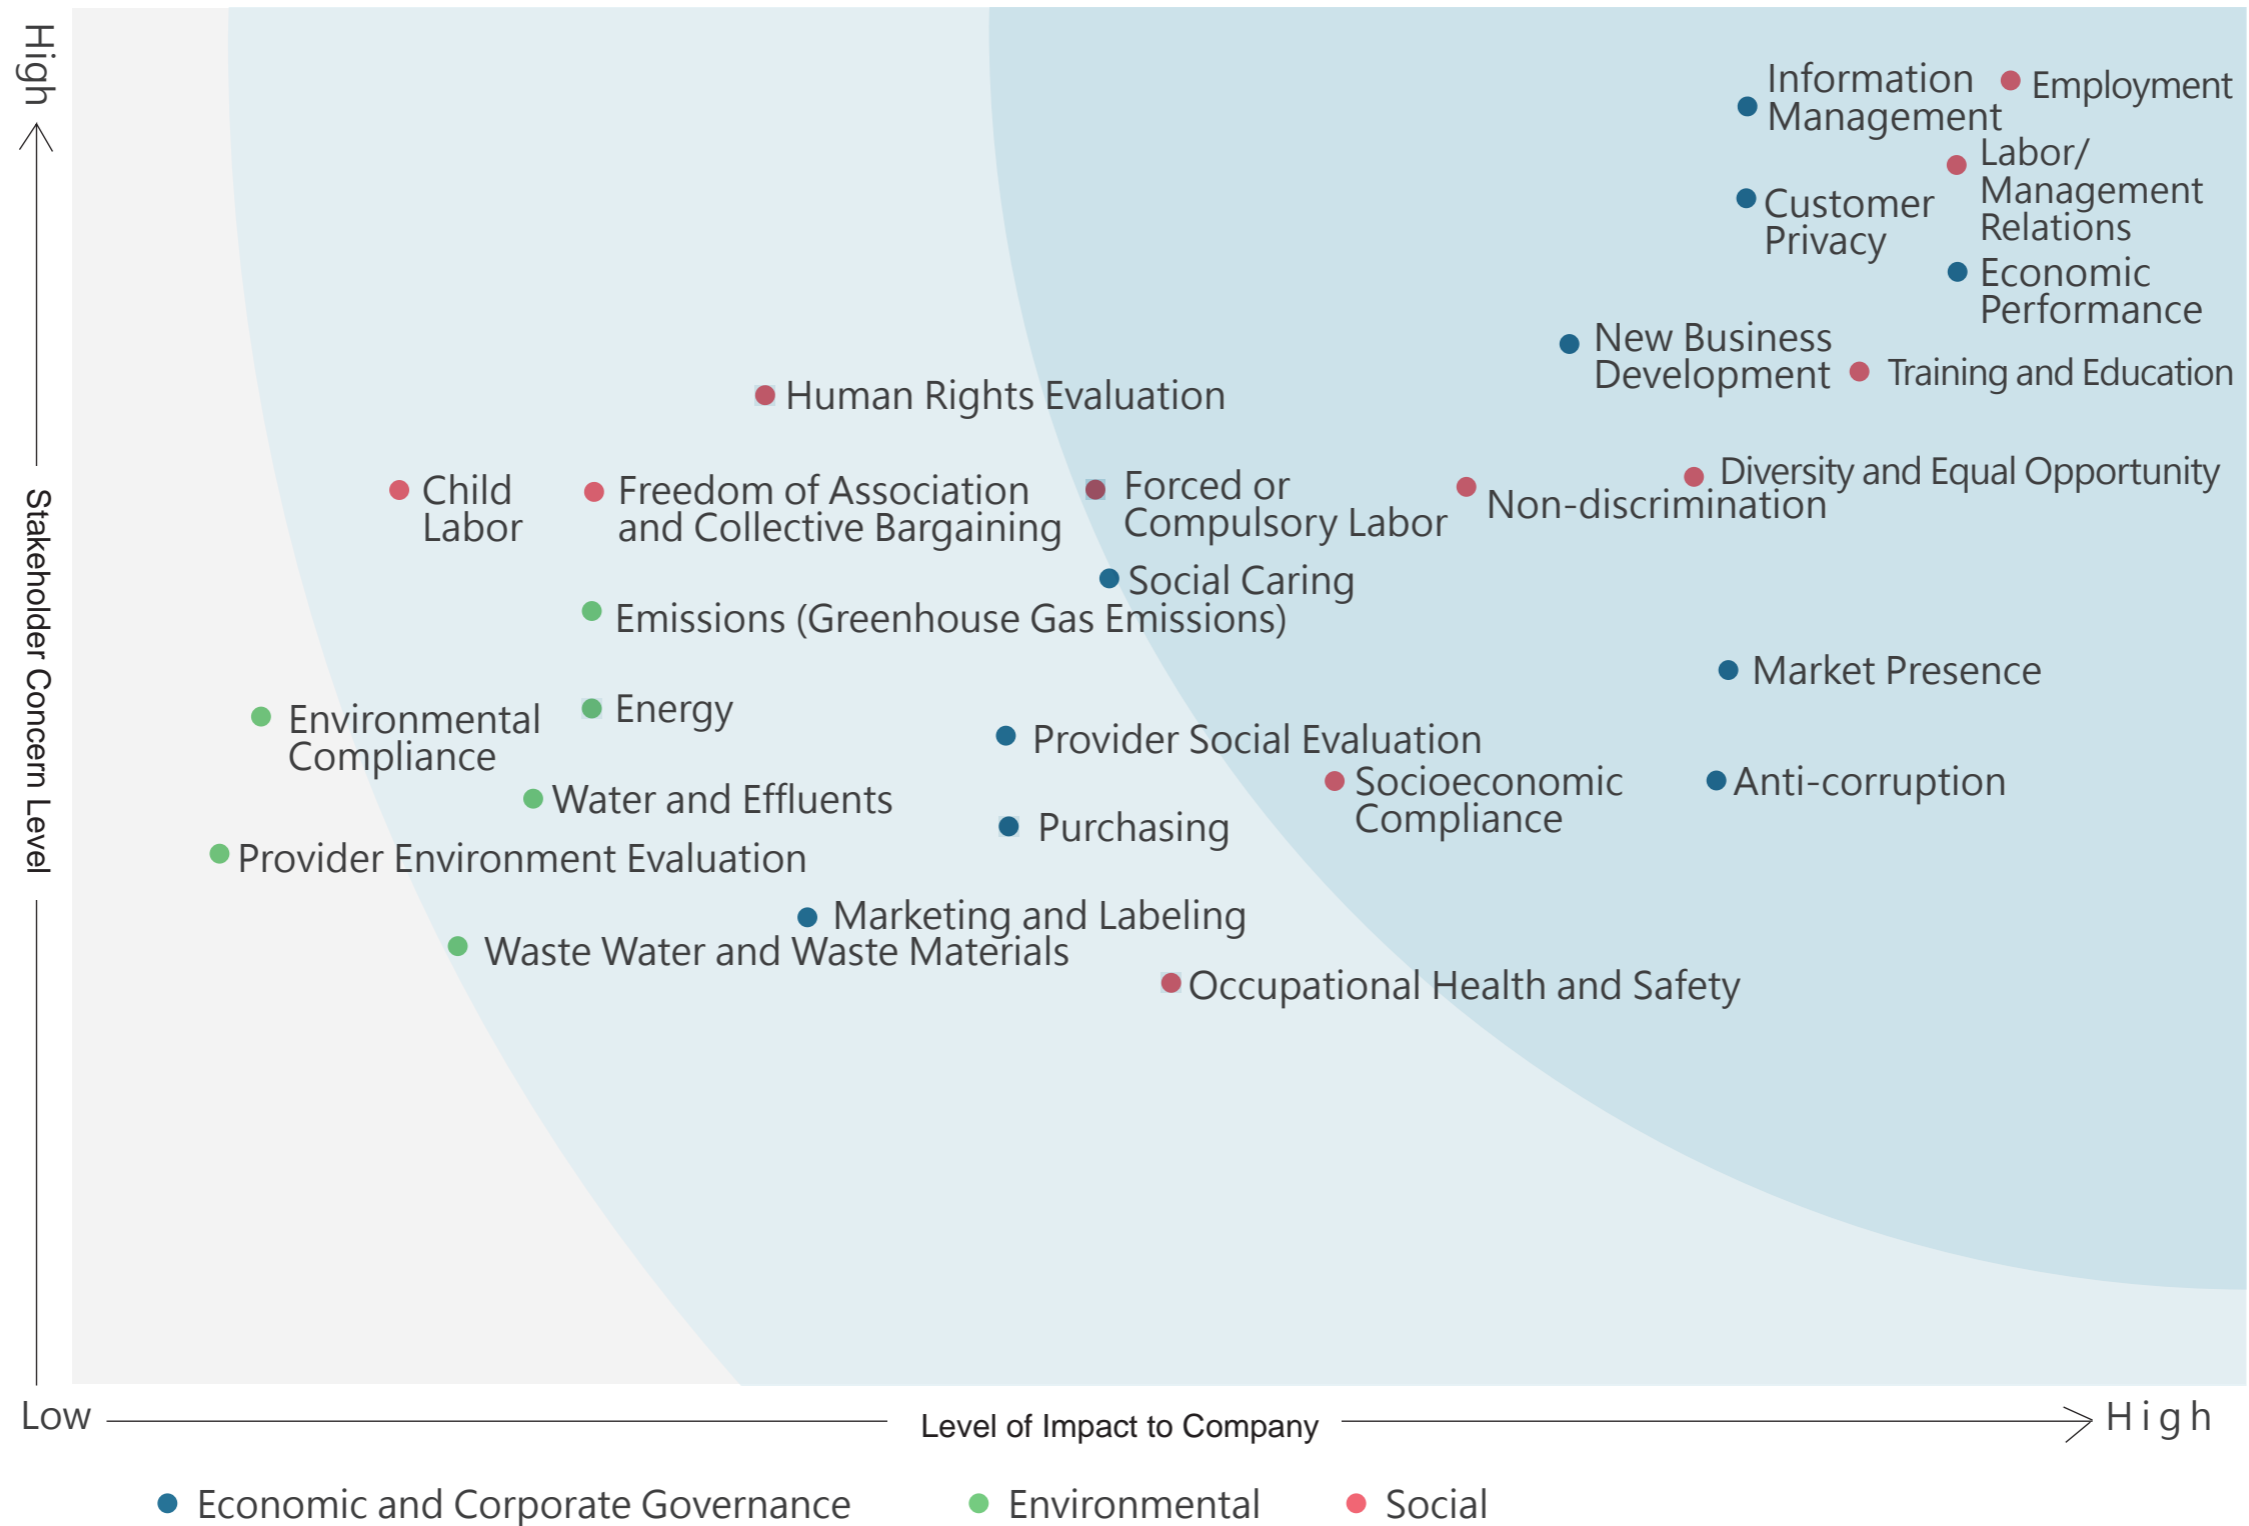 High
Stakeholder Concern Level
Information
Management
Employment
Labor/
Management
Relations
Customer
Privacy
Economic
Performance
New Business
Development
Training and Education
Human Rights Evaluation
Child
Labor
Freedom of Association
and Collective Bargaining
Forced or
Compulsory Labor
Non-discrimination
Diversity and Equal Opportunity
Social Caring
Emissions (Greenhouse Gas Emissions)
Market Presence
Environmental
Compliance
Energy
Provider Social Evaluation
Socioeconomic
Compliance
Anti-corruption
Water and Effluents
Purchasing
Provider Environment Evaluation
Marketing and Labeling
Waste Water and Waste Materials
Occupational Health and Safety
Low
Level of Impact to Company
High
Economic and Corporate Governance
Environmental
Social